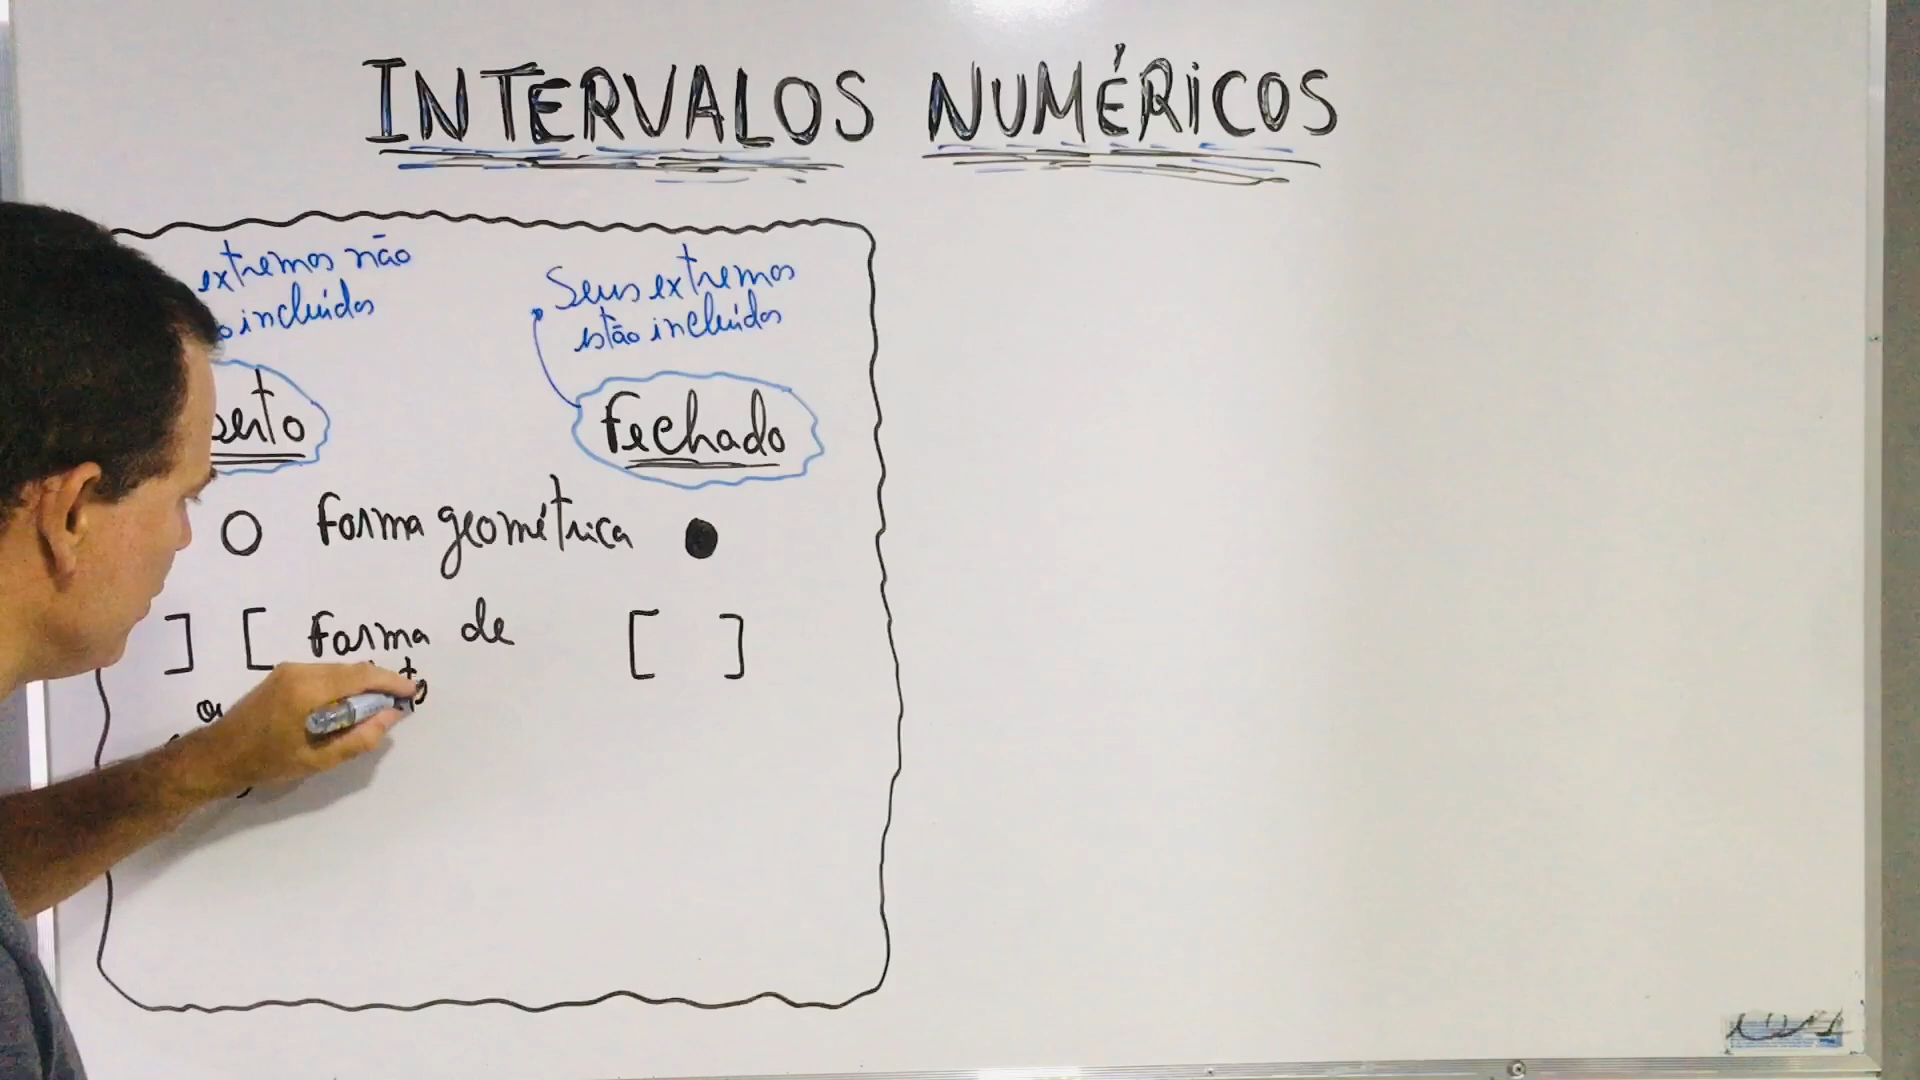 INTERVALOS NUMÉRICOS
extremos não
incluídos
Seus extremos
estão incluídos
Fechado
forma geométrica
] [ forma de [ ]